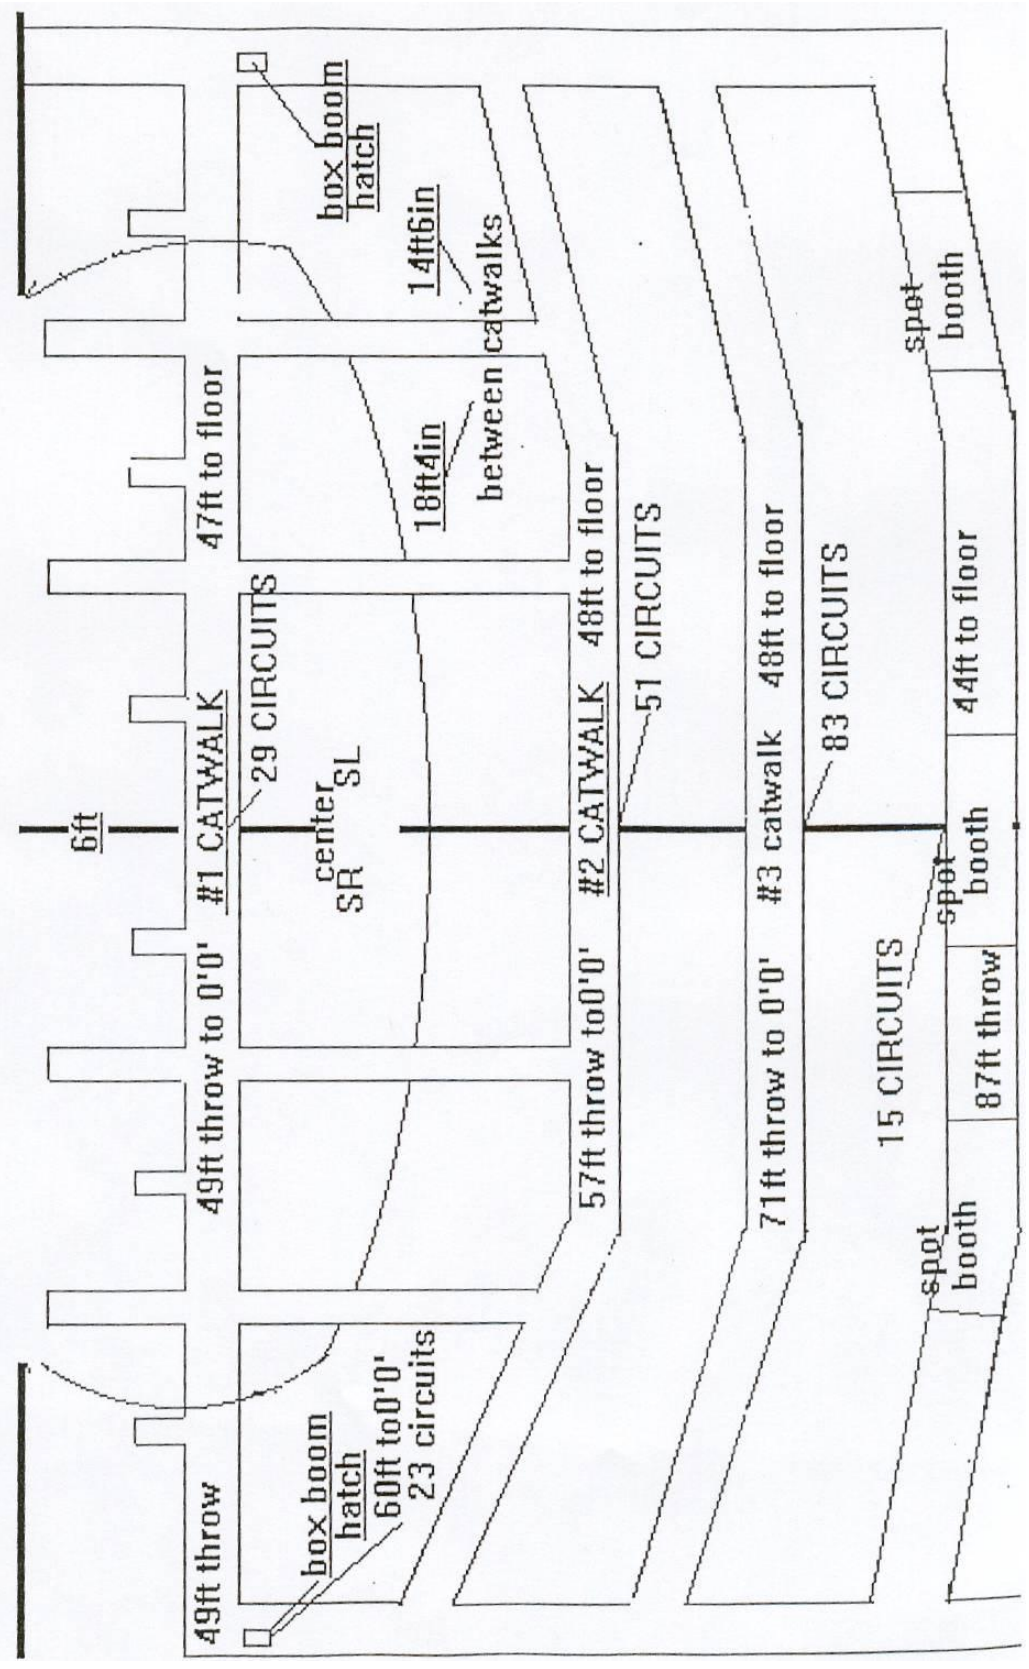 6ft
49ft throw
49ft throw to 0'0'
#1 CATWALK
47ft to floor
29 CIRCUITS
box boom
hatch
60ft to0'0'
23 circuits
center
SR
SL
box boom
hatch
14ft6in
18ft4in
between catwalks
57ft throw to0'0'
#2 CATWALK
48ft to floor
51 CIRCUITS
71ft throw to 0'0'
#3 catwalk
48ft to floor
83 CIRCUITS
15 CIRCUITS
spot
booth
87ft throw
spot
booth
44ft to floor
spot
booth